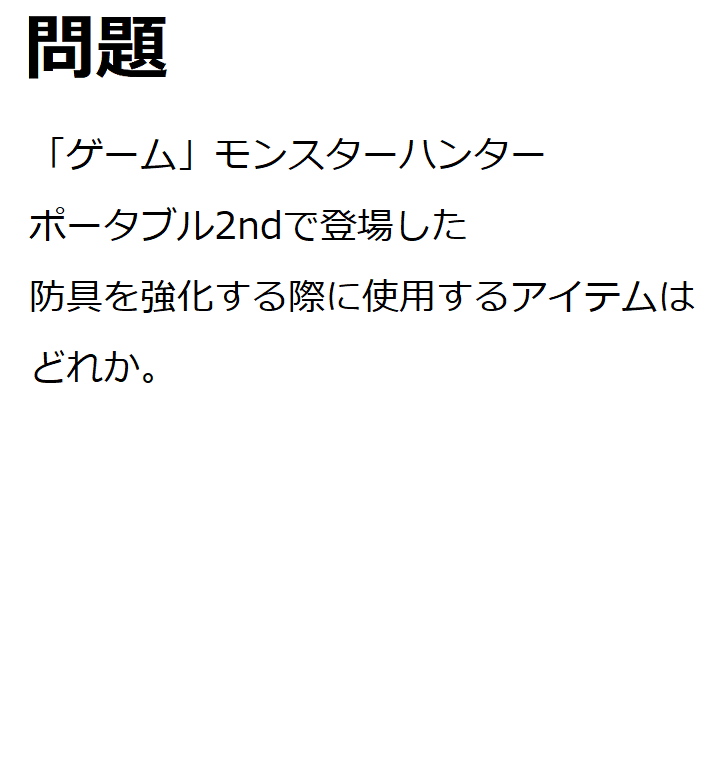 問題
「ゲーム」モンスターハンター
ポータブル2ndで登場した
防具を強化する際に使用するアイテムは
どれか。